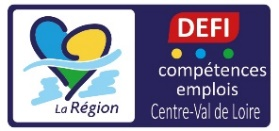 La Région
DEFI
compétences
emplois
Centre-Val de Loire